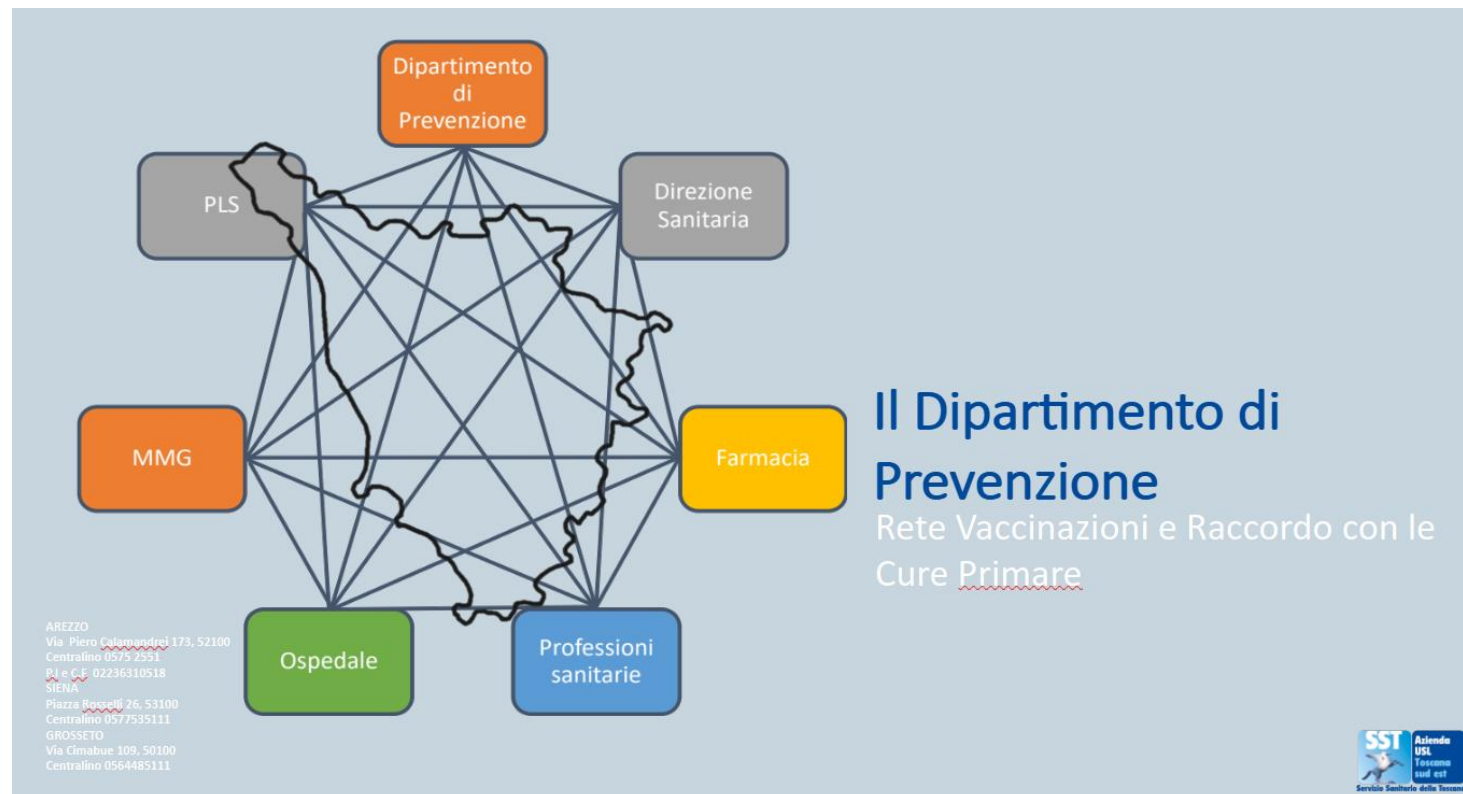 Dipartimento
di
Prevenzione
PLS
Direzione
Sanitaria
MMG
Farmacia
Ospedale
Professioni
sanitarie
Il Dipartimento di
Prevenzione
Rete Vaccinazioni e Raccordo con le
Cure Primare
AREZZO
Via Piero Calamandrei 173, 52100
Centralino 0575 2551
P.I e C.F. 02236310518
SIENA
Piazza Rosselli 26, 53100
Centralino 0577535111
GROSSETO
Via Cimabue 109, 50100
Centralino 0564485111
SST
Azienda
USL
Toscana
sud est
Servizio Sanitario della Toscana